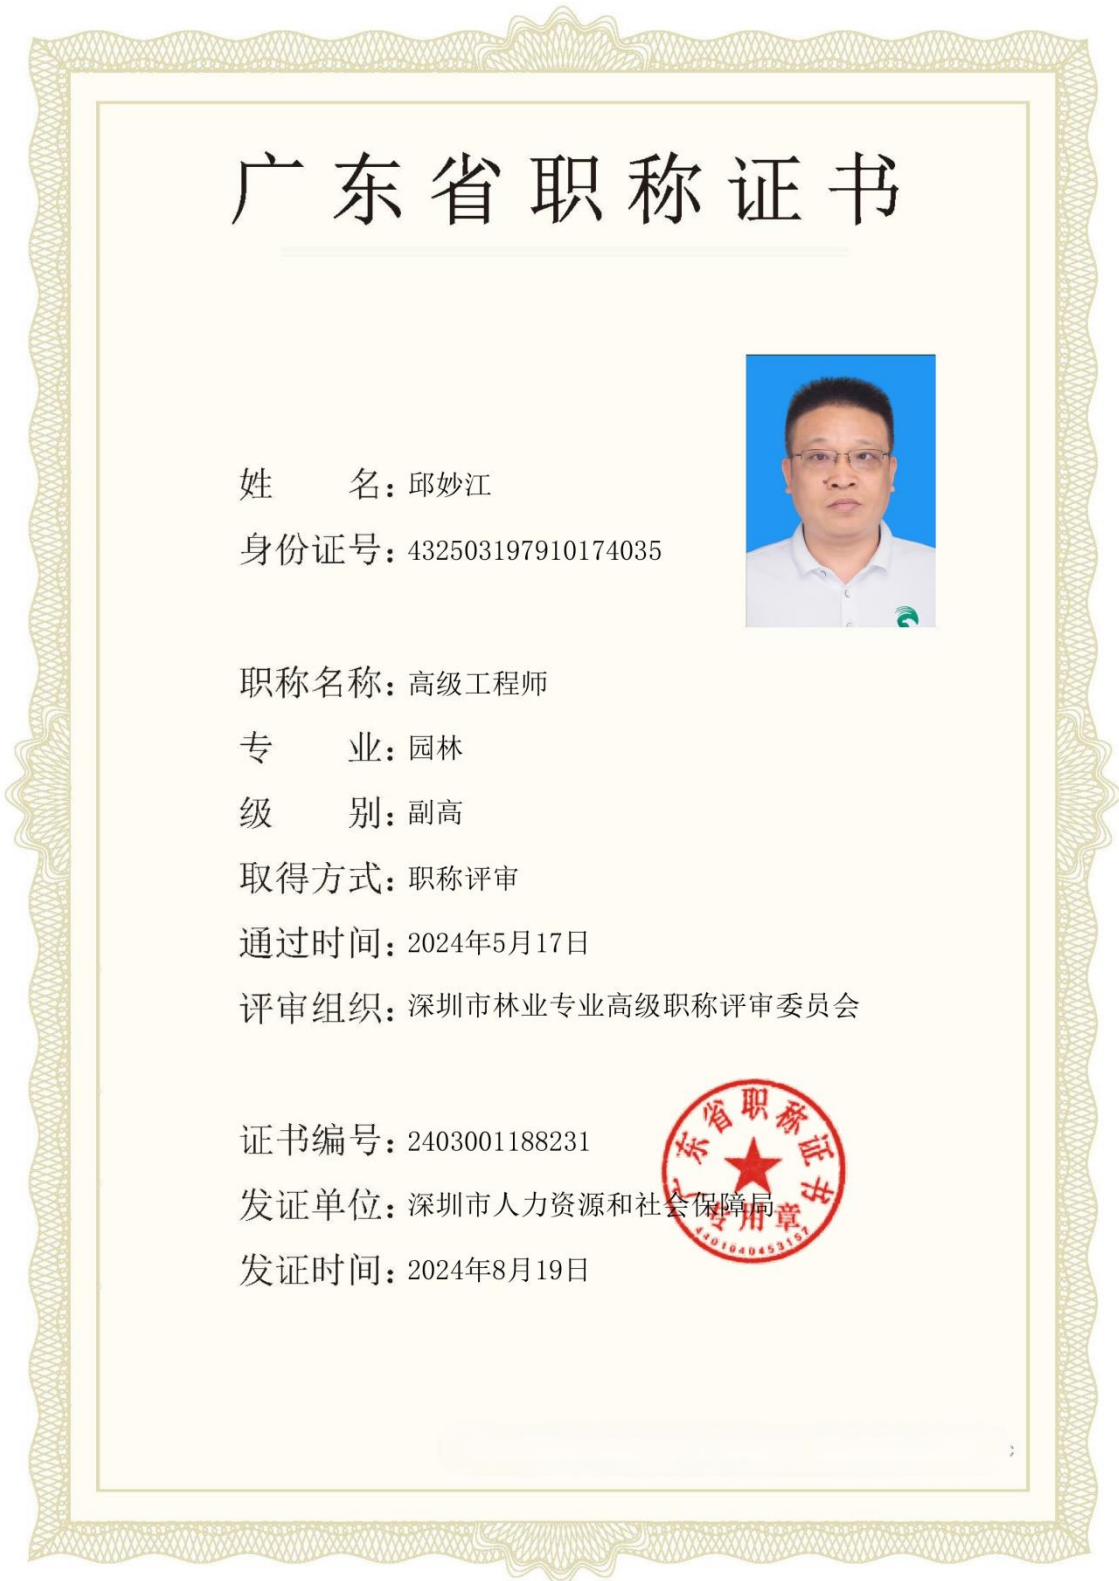 广东省职称证书
姓 名：邱妙江
身份证号：432503197910174035
职称名称：高级工程师
专 业：园林
级 别：副高
取得方式：职称评审
通过时间：2024年5月17日
评审组织：深圳市林业专业高级职称评审委员会
证书编号：2403001188231
发证单位：深圳市人力资源和社会保障局
发证时间：2024年8月19日
广东省职称证书
专用章
4401040453157